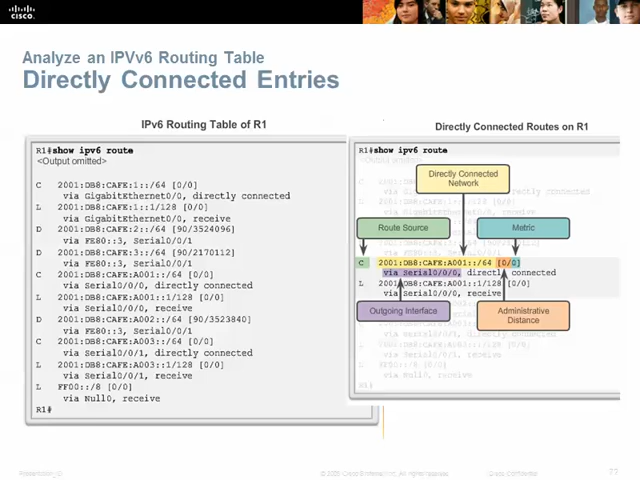 CISCO
Analyze an IPVv6 Routing Table
Directly Connected Entries
IPv6 Routing Table of R1
R1#show ipv6 route
<Output omitted>
C 2001:DB8:CAFE:1::/64 [0/0]
via GigabitEthernet0/0, directly connected
L 2001:DB8:CAFE:1::1/128 [0/0]
via GigabitEthernet0/0, receive
D 2001:DB8:CAFE:2::/64 [90/3524096]
via FE80::3, Serial0/0/1
D 2001:DB8:CAFE:3::/64 [90/2170112]
via FE80::3, Serial0/0/1
C 2001:DB8:CAFE:A001::/64 [0/0]
via Serial0/0/0, directly connected
L 2001:DB8:CAFE:A001::1/128 [0/0]
via Serial0/0/0, receive
D 2001:DB8:CAFE:A002::/64 [90/3523840]
via FE80::3, Serial0/0/1
C 2001:DB8:CAFE:A003::/64 [0/0]
via Serial0/0/1, directly connected
L 2001:DB8:CAFE:A003::1/128 [0/0]
via Serial0/0/1, receive
L FF00::/8 [0/0]
via Null0, receive
R1#
Directly Connected Routes on R1
R1#show ipv6 route
Directly Connected
Network
Route Source
Metric
C 2001:DB8:CAFE:A001::/64 [0/0]
via Serial0/0/0, directly connected
L 2001:DB8:CAFE:A001::1/128 [0/0]
via Serial0/0/0, receive
Outgoing Interface
Administrative
Distance
Presentation_ID
Cisco Confidential